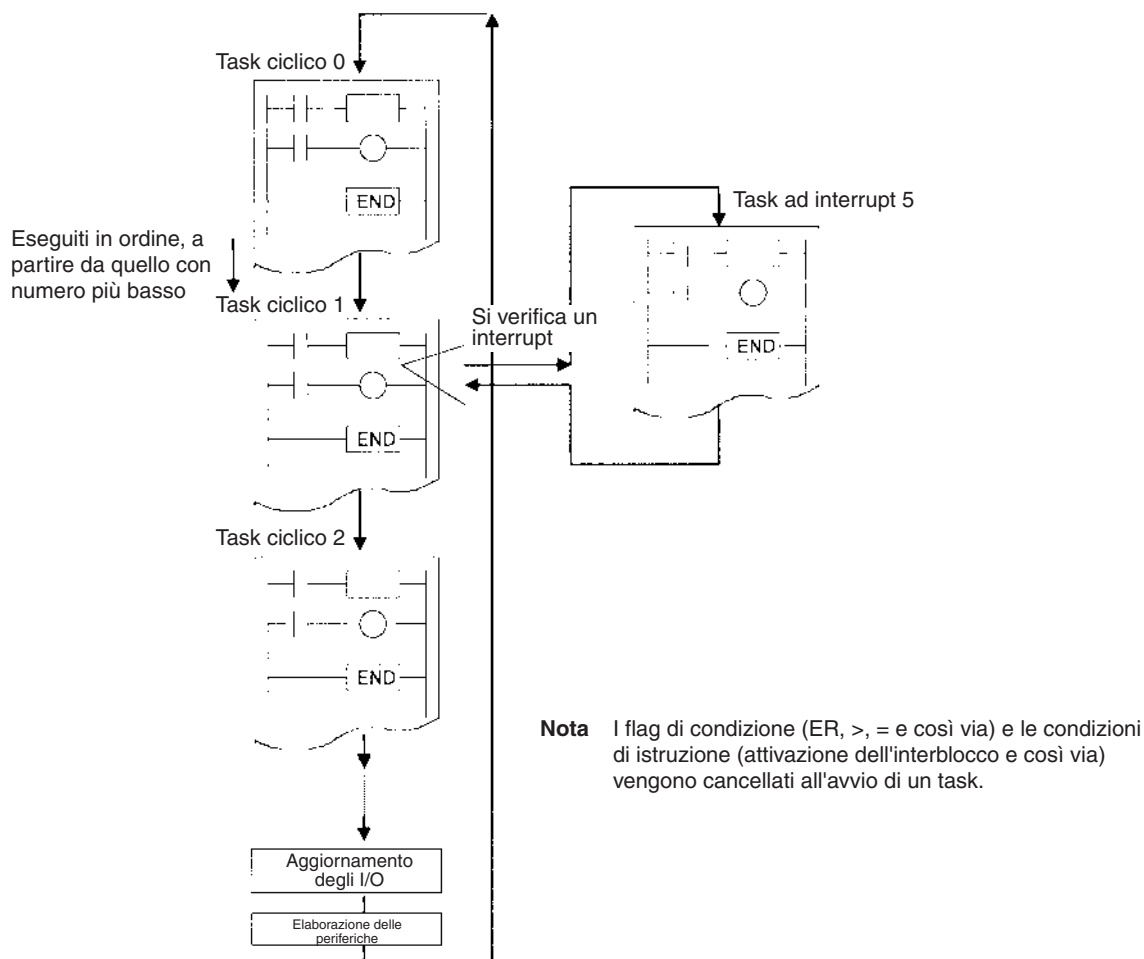 Task ciclico 0
END
Eseguiti in ordine, a
partire da quello con
numero più basso
Task ciclico 1
END
Si verifica un
interrupt
Task ad interrupt 5
END
Task ciclico 2
END
Nota I flag di condizione (ER, >, = e così via) e le condizioni
di istruzione (attivazione dell'interblocco e così via)
vengono cancellati all'avvio di un task.
Aggiornamento
degli I/O
Elaborazione delle
periferiche